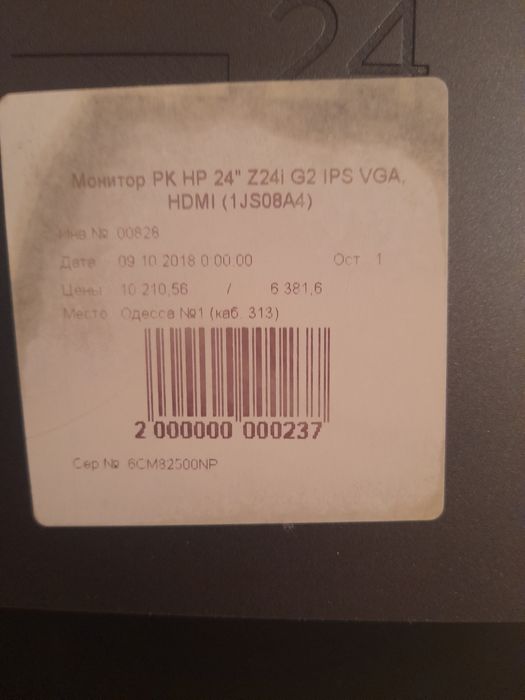 24
Монитор РК HP 24" Z24i G2 IPS VGA,
HDMI (1JS08A4)
Инв.№ 00828
Дата 09.10.2018 0:00:00 Ост. 1
Цены 10 210,56 / 6 381,6
Место Одесса №1 (каб. 313)
2 000000 000237
Сер.№ 6CM82500NP